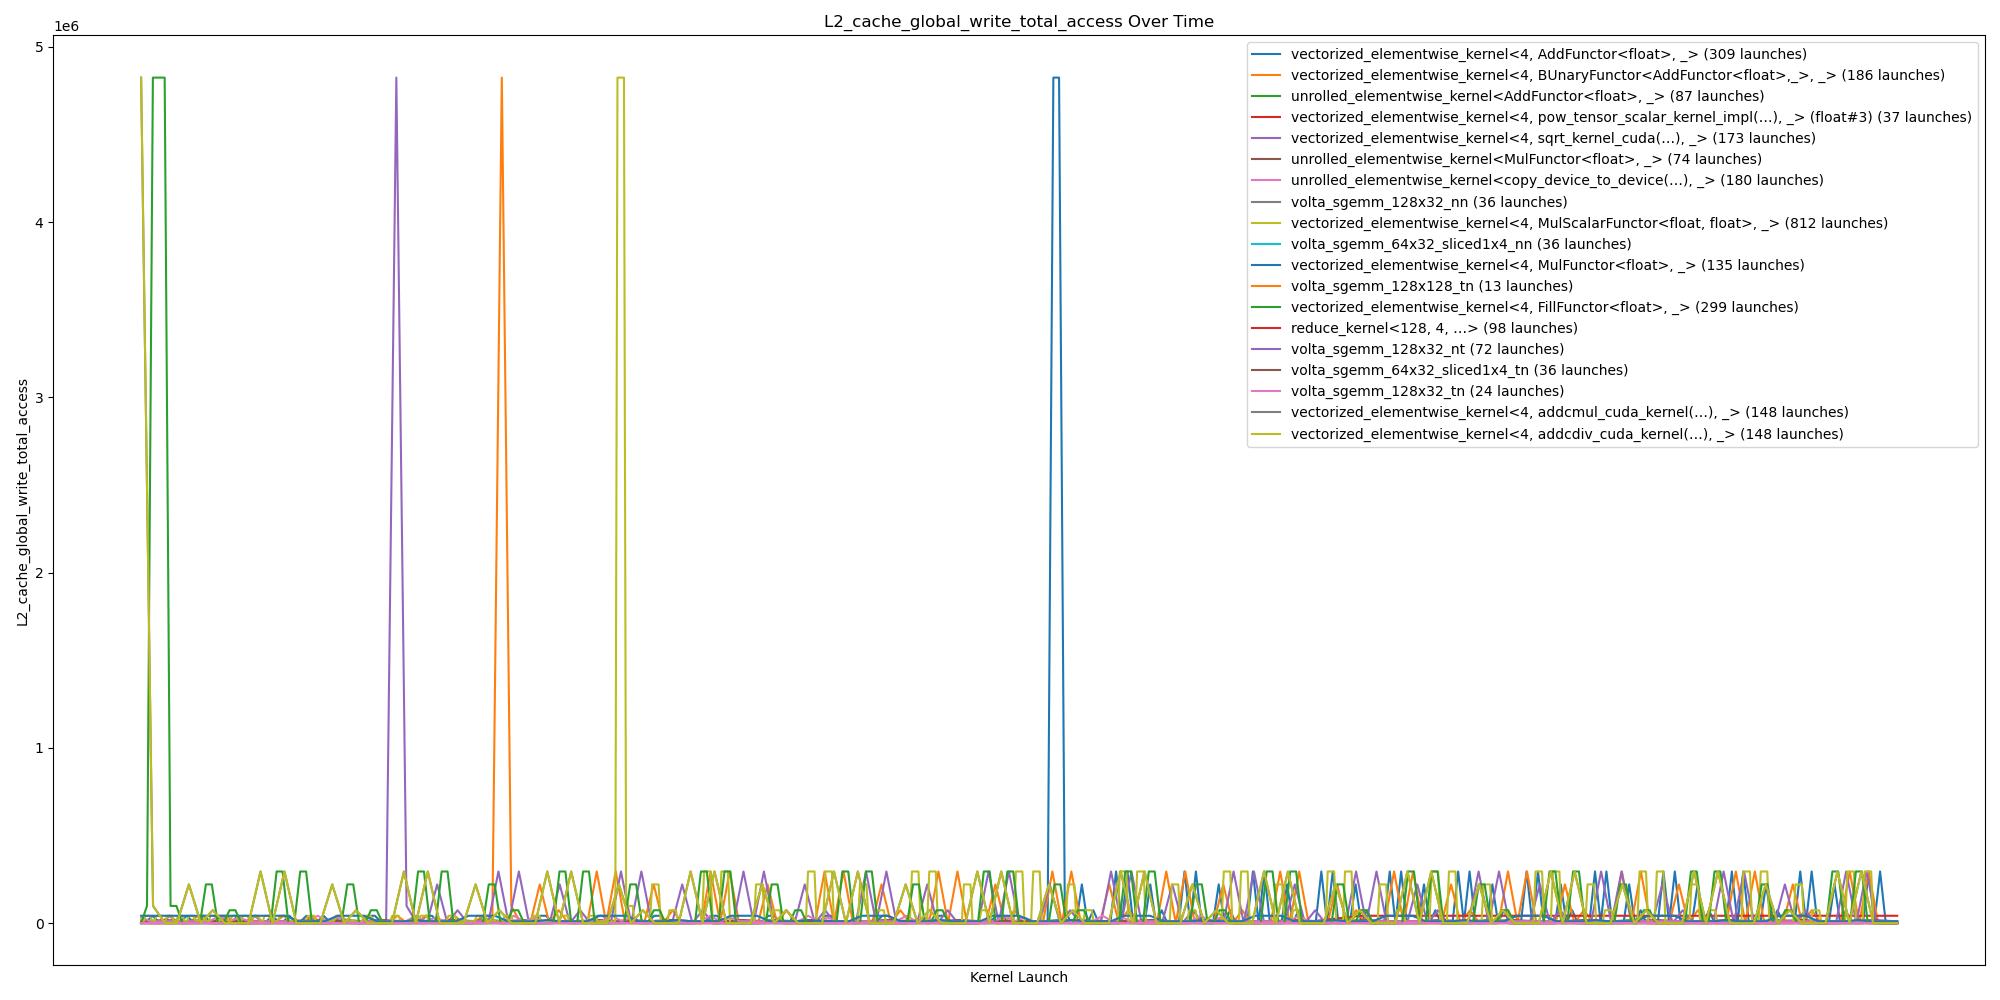 L2_cache_global_write_total_access Over Time
1e6
5
4
3
2
1
0
L2_cache_global_write_total_access
Kernel Launch
vectorized_elementwise_kernel<4, AddFunctor<float>, _> (309 launches)
vectorized_elementwise_kernel<4, BUnaryFunctor<AddFunctor<float>,_>, _> (186 launches)
unrolled_elementwise_kernel<AddFunctor<float>, _> (87 launches)
vectorized_elementwise_kernel<4, pow_tensor_scalar_kernel_impl(...), _> (float#3) (37 launches)
vectorized_elementwise_kernel<4, sqrt_kernel_cuda(...), _> (173 launches)
unrolled_elementwise_kernel<MulFunctor<float>, _> (74 launches)
unrolled_elementwise_kernel<copy_device_to_device(...), _> (180 launches)
volta_sgemm_128x32_nn (36 launches)
vectorized_elementwise_kernel<4, MulScalarFunctor<float, float>, _> (812 launches)
volta_sgemm_64x32_sliced1x4_nn (36 launches)
vectorized_elementwise_kernel<4, MulFunctor<float>, _> (135 launches)
volta_sgemm_128x128_tn (13 launches)
vectorized_elementwise_kernel<4, FillFunctor<float>, _> (299 launches)
reduce_kernel<128, 4, ...> (98 launches)
volta_sgemm_128x32_nt (72 launches)
volta_sgemm_64x32_sliced1x4_tn (36 launches)
volta_sgemm_128x32_tn (24 launches)
vectorized_elementwise_kernel<4, addcmul_cuda_kernel(...), _> (148 launches)
vectorized_elementwise_kernel<4, addcdiv_cuda_kernel(...), _> (148 launches)